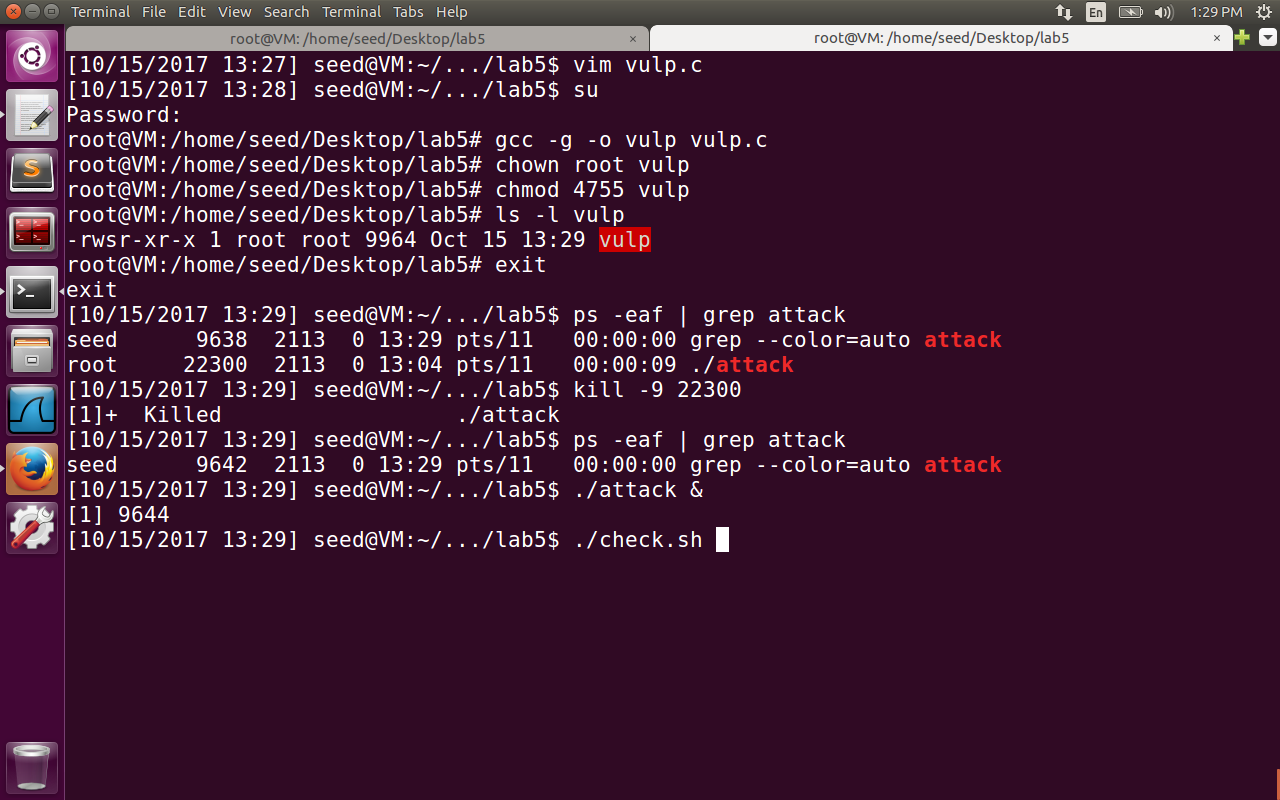 Terminal File Edit View Search Terminal Tabs Help En 1:29 PM
root@VM: /home/seed/Desktop/lab5 × root@VM: /home/seed/Desktop/lab5 ×
[10/15/2017 13:27] seed@VM:~/.../lab5$ vim vulp.c
[10/15/2017 13:28] seed@VM:~/.../lab5$ su
Password:
root@VM:/home/seed/Desktop/lab5# gcc -g -o vulp vulp.c
root@VM:/home/seed/Desktop/lab5# chown root vulp
root@VM:/home/seed/Desktop/lab5# chmod 4755 vulp
root@VM:/home/seed/Desktop/lab5# ls -l vulp
-rwsr-xr-x 1 root root 9964 Oct 15 13:29 vulp
root@VM:/home/seed/Desktop/lab5# exit
exit
[10/15/2017 13:29] seed@VM:~/.../lab5$ ps -eaf | grep attack
seed      9638  2113  0 13:29 pts/11   00:00:00 grep --color=auto attack
root     22300  2113  0 13:04 pts/11   00:00:09 ./attack
[10/15/2017 13:29] seed@VM:~/.../lab5$ kill -9 22300
[1]+  Killed                  ./attack
[10/15/2017 13:29] seed@VM:~/.../lab5$ ps -eaf | grep attack
seed      9642  2113  0 13:29 pts/11   00:00:00 grep --color=auto attack
[10/15/2017 13:29] seed@VM:~/.../lab5$ ./attack &
[1] 9644
[10/15/2017 13:29] seed@VM:~/.../lab5$ ./check.sh